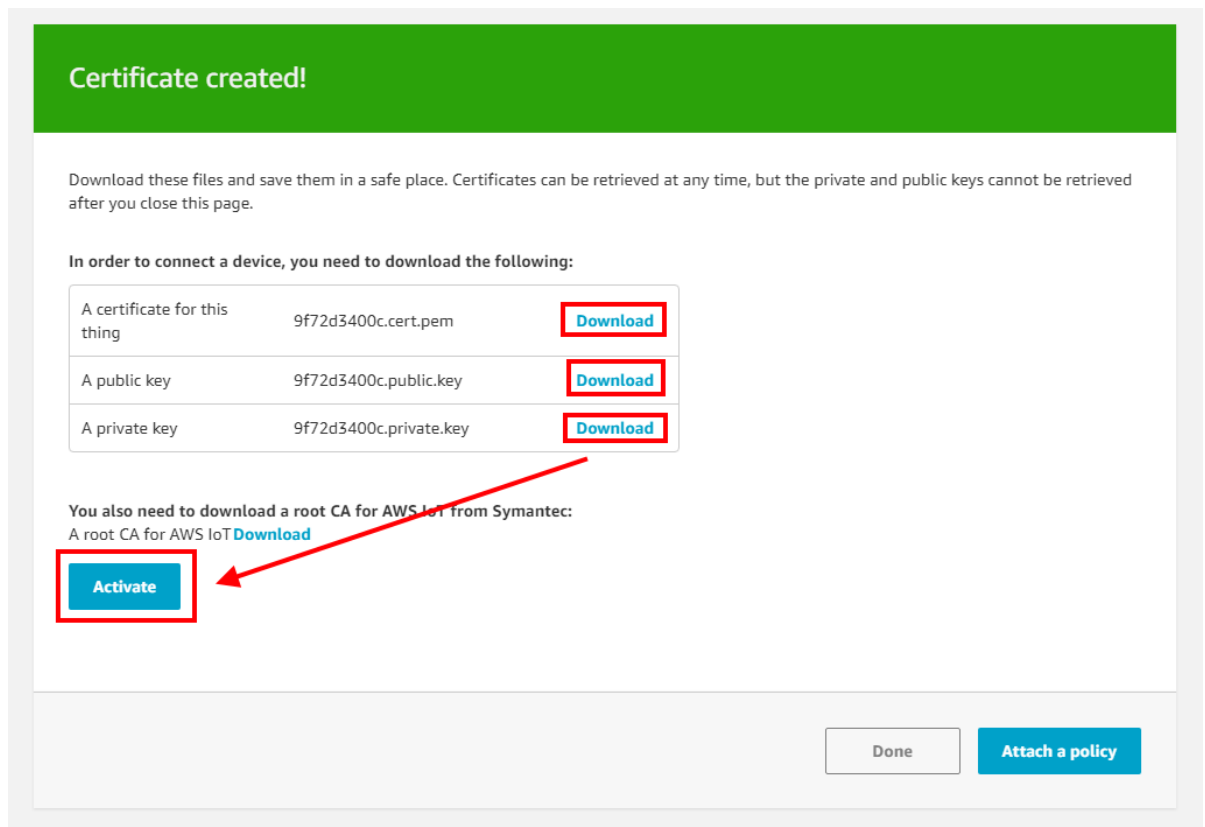 Certificate created!
Download these files and save them in a safe place. Certificates can be retrieved at any time, but the private and public keys cannot be retrieved
after you close this page.
In order to connect a device, you need to download the following:
A certificate for this
thing
9f72d3400c.cert.pem
Download
A public key
9f72d3400c.public.key
Download
A private key
9f72d3400c.private.key
Download
You also need to download a root CA for AWS IoT from Symantec:
A root CA for AWS IoT Download
Activate
Done
Attach a policy